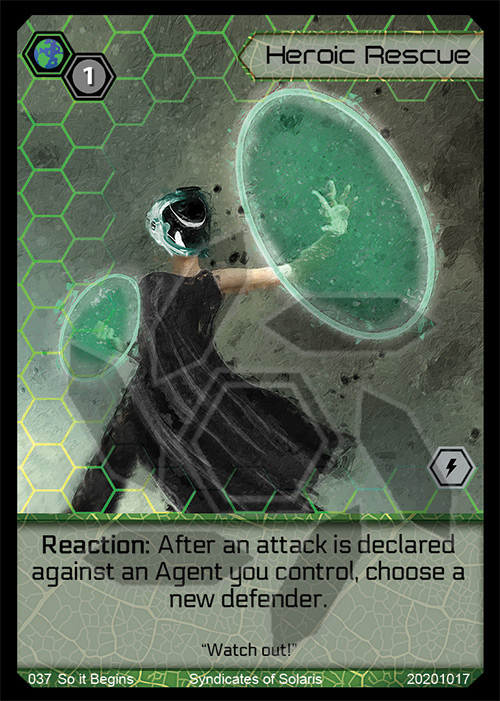 Heroic Rescue
1
Reaction: After an attack is declared
against an Agent you control, choose a
new defender.
“Watch out!”
037 So it Begins Syndicates of Solaris 20201017